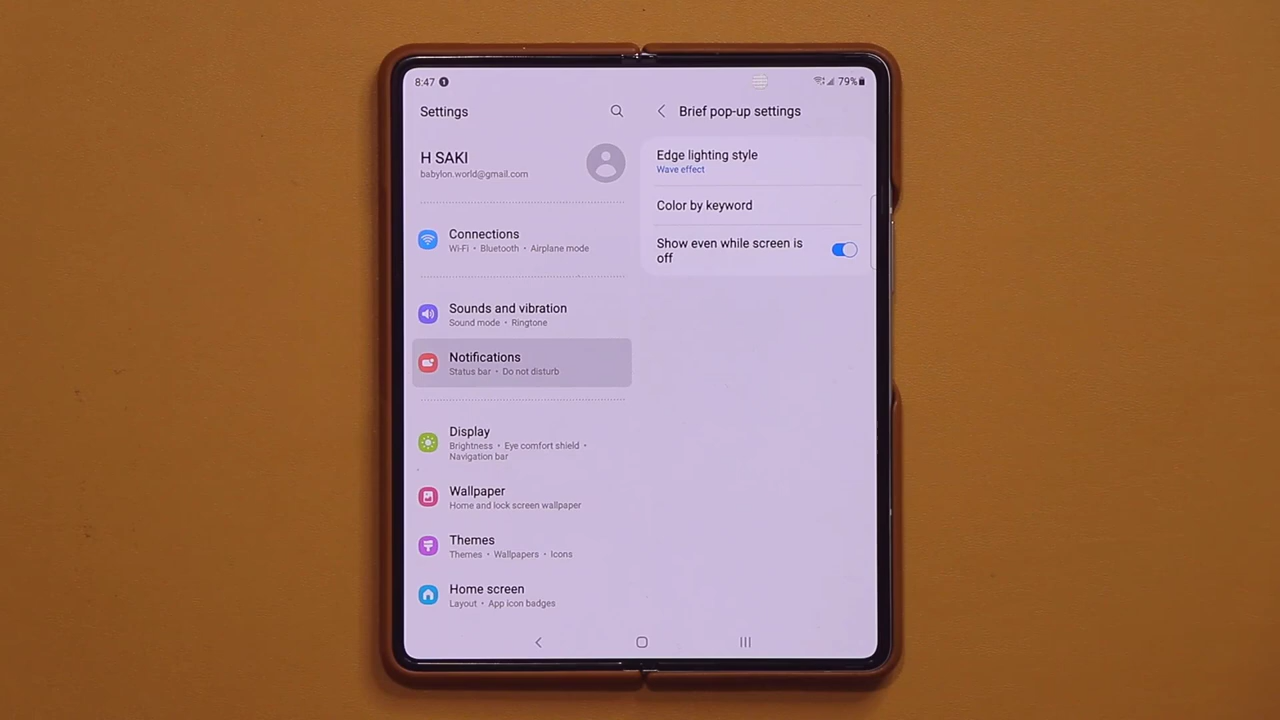 8:47
79%
Settings
H SAKI
babylon.world@gmail.com
Connections
Wi-Fi • Bluetooth • Airplane mode
Sounds and vibration
Sound mode • Ringtone
Notifications
Status bar • Do not disturb
Display
Brightness • Eye comfort shield •
Navigation bar
Wallpaper
Home and lock screen wallpaper
Themes
Themes • Wallpapers • Icons
Home screen
Layout • App icon badges
Brief pop-up settings
Edge lighting style
Wave effect
Color by keyword
Show even while screen is
off